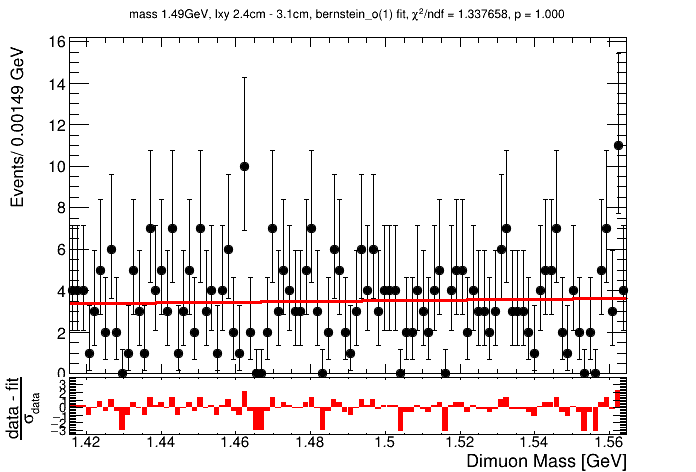 mass 1.49GeV, lxy 2.4cm - 3.1cm, bernstein_o(1) fit, χ²/ndf = 1.337658, p = 1.000
Events/ 0.00149 GeV
16
14
12
10
8
6
4
2
0
data - fit
σdata
3
2
1
0
−1
−2
−3
1.42 1.44 1.46 1.48 1.5 1.52 1.54 1.56
Dimuon Mass [GeV]